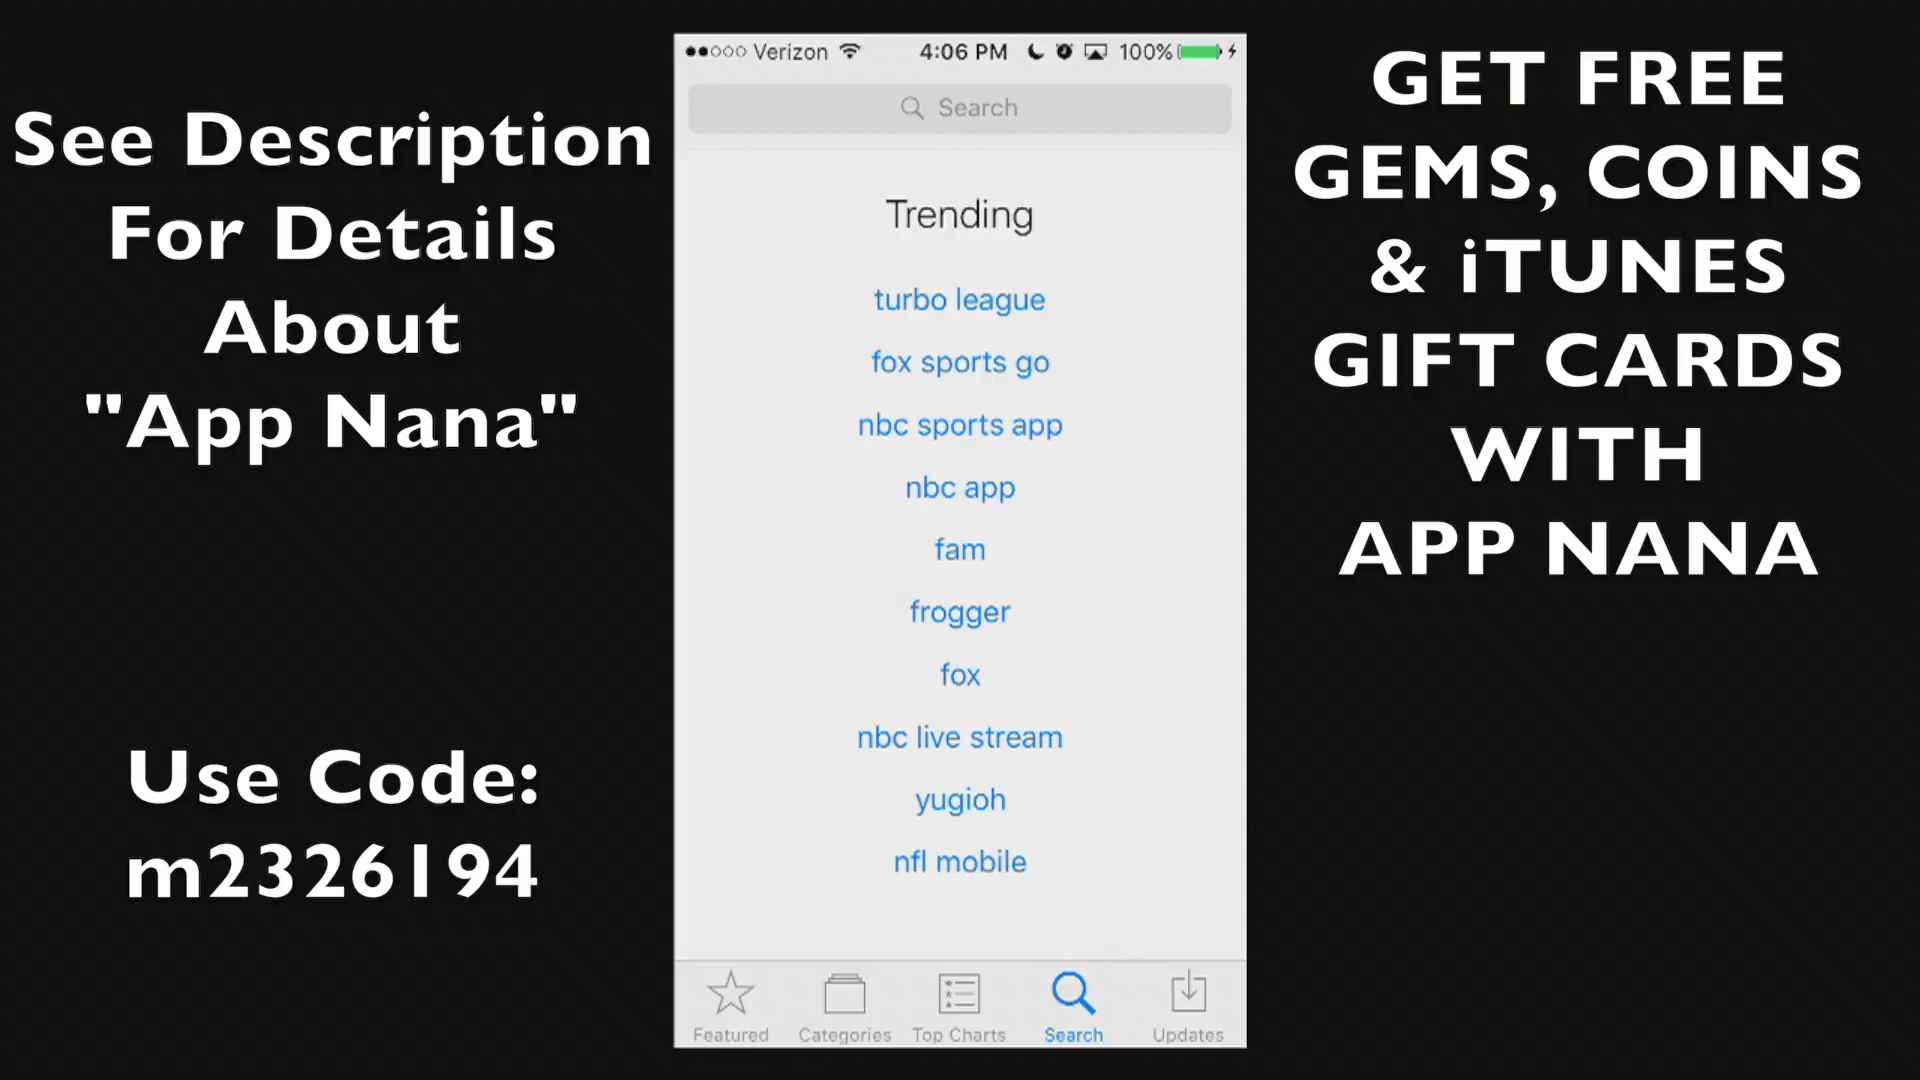 See Description
For Details
About
"App Nana"
Use Code:
m2326194
Verizon 4:06 PM 100%
Search
Trending
turbo league
fox sports go
nbc sports app
nbc app
fam
frogger
fox
nbc live stream
yugioh
nfl mobile
Featured Categories Top Charts Search Updates
GET FREE
GEMS, COINS
& iTUNES
GIFT CARDS
WITH
APP NANA